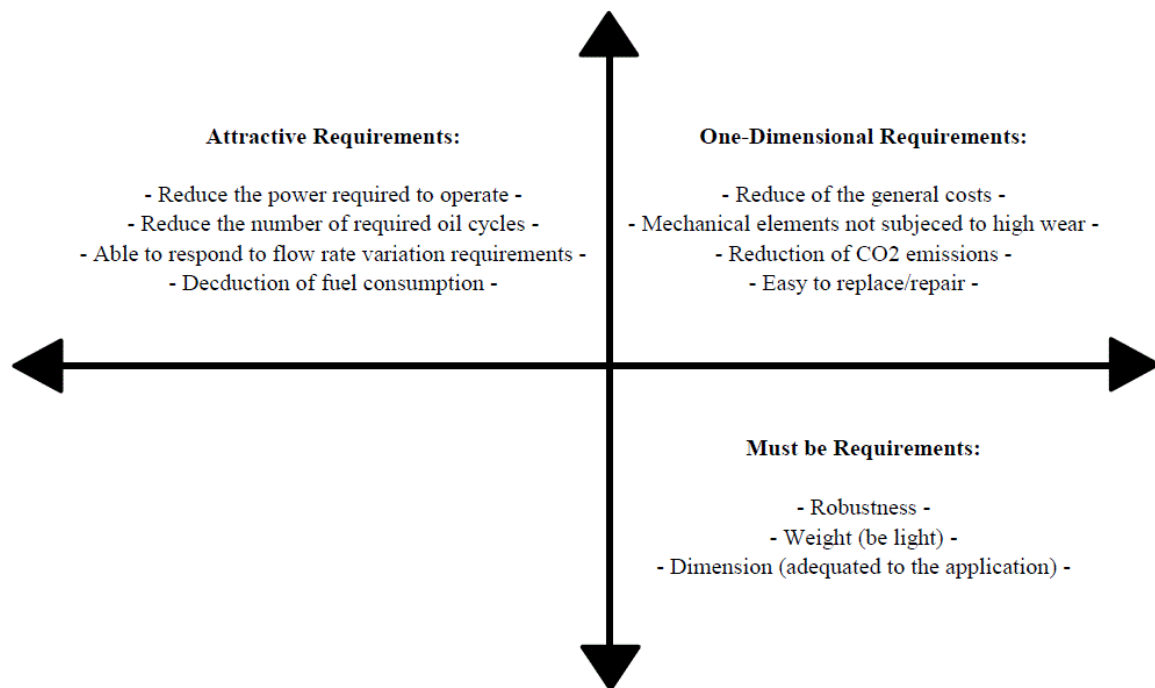 Attractive Requirements:
- Reduce the power required to operate -
- Reduce the number of required oil cycles -
- Able to respond to flow rate variation requirements -
- Decduction of fuel consumption -
One-Dimensional Requirements:
- Reduce of the general costs -
- Mechanical elements not subjeced to high wear -
- Reduction of CO2 emissions -
- Easy to replace/repair -
Must be Requirements:
- Robustness -
- Weight (be light) -
- Dimension (adequated to the application) -